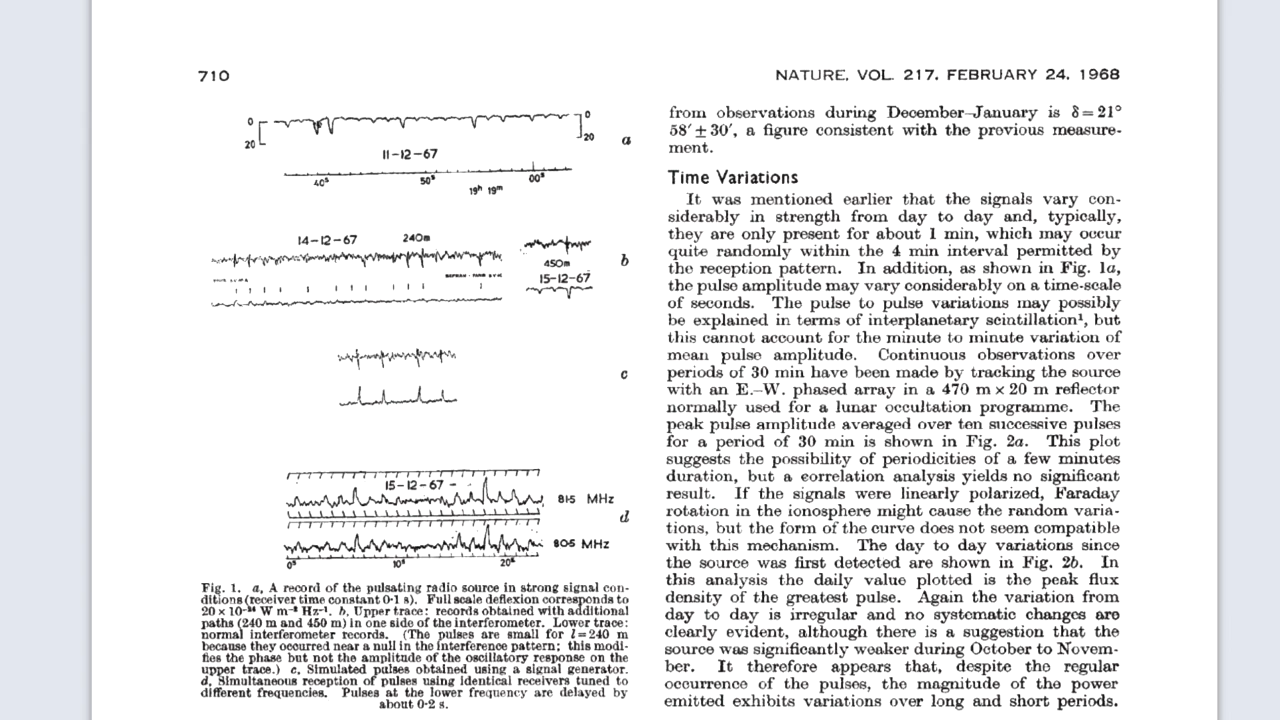 710
NATURE, VOL. 217, FEBRUARY 24, 1968
0
20
0
20
a
11-12-67
40s
50s
00s
19h 19m
14-12-67
240m
450m
b
15-12-67
c
15-12-67
81·5 MHz
d
80·5 MHz
0s
10s
20s
Fig. 1. a, A record of the pulsating radio source in strong signal con-
ditions (receiver time constant 0·1 s). Full scale deflexion corresponds to
20 × 10⁻²⁶ W m⁻² Hz⁻¹. b, Upper trace: records obtained with additional
paths (240 m and 450 m) in one side of the interferometer. Lower trace:
normal interferometer records. (The pulses are small for l = 240 m
because they occurred near a null in the interference pattern; this modi-
fies the phase but not the amplitude of the oscillatory response on the
upper trace.) c, Simulated pulses obtained using a signal generator.
d, Simultaneous reception of pulses using identical receivers tuned to
different frequencies. Pulses at the lower frequency are delayed by
about 0·2 s.
from observations during December–January is δ = 21°
58′ ± 30′, a figure consistent with the previous measure-
ment.
Time Variations
It was mentioned earlier that the signals vary con-
siderably in strength from day to day and, typically,
they are only present for about 1 min, which may occur
quite randomly within the 4 min interval permitted by
the reception pattern. In addition, as shown in Fig. 1a,
the pulse amplitude may vary considerably on a time-scale
of seconds. The pulse to pulse variations may possibly
be explained in terms of interplanetary scintillation¹, but
this cannot account for the minute to minute variation of
mean pulse amplitude. Continuous observations over
periods of 30 min have been made by tracking the source
with an E.–W. phased array in a 470 m × 20 m reflector
normally used for a lunar occultation programme. The
peak pulse amplitude averaged over ten successive pulses
for a period of 30 min is shown in Fig. 2a. This plot
suggests the possibility of periodicities of a few minutes
duration, but a correlation analysis yields no significant
result. If the signals were linearly polarized, Faraday
rotation in the ionosphere might cause the random varia-
tions, but the form of the curve does not seem compatible
with this mechanism. The day to day variations since
the source was first detected are shown in Fig. 2b. In
this analysis the daily value plotted is the peak flux
density of the greatest pulse. Again the variation from
day to day is irregular and no systematic changes are
clearly evident, although there is a suggestion that the
source was significantly weaker during October to Novem-
ber. It therefore appears that, despite the regular
occurrence of the pulses, the magnitude of the power
emitted exhibits variations over long and short periods.